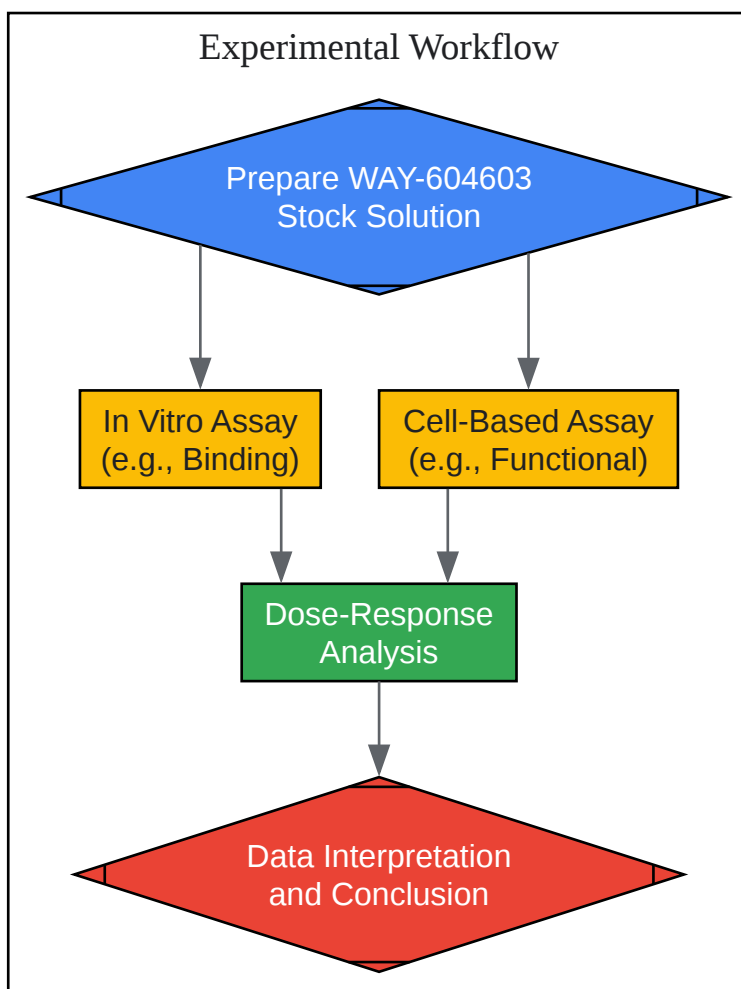 Experimental Workflow
Prepare WAY-604603
Stock Solution
In Vitro Assay
(e.g., Binding)
Cell-Based Assay
(e.g., Functional)
Dose-Response
Analysis
Data Interpretation
and Conclusion